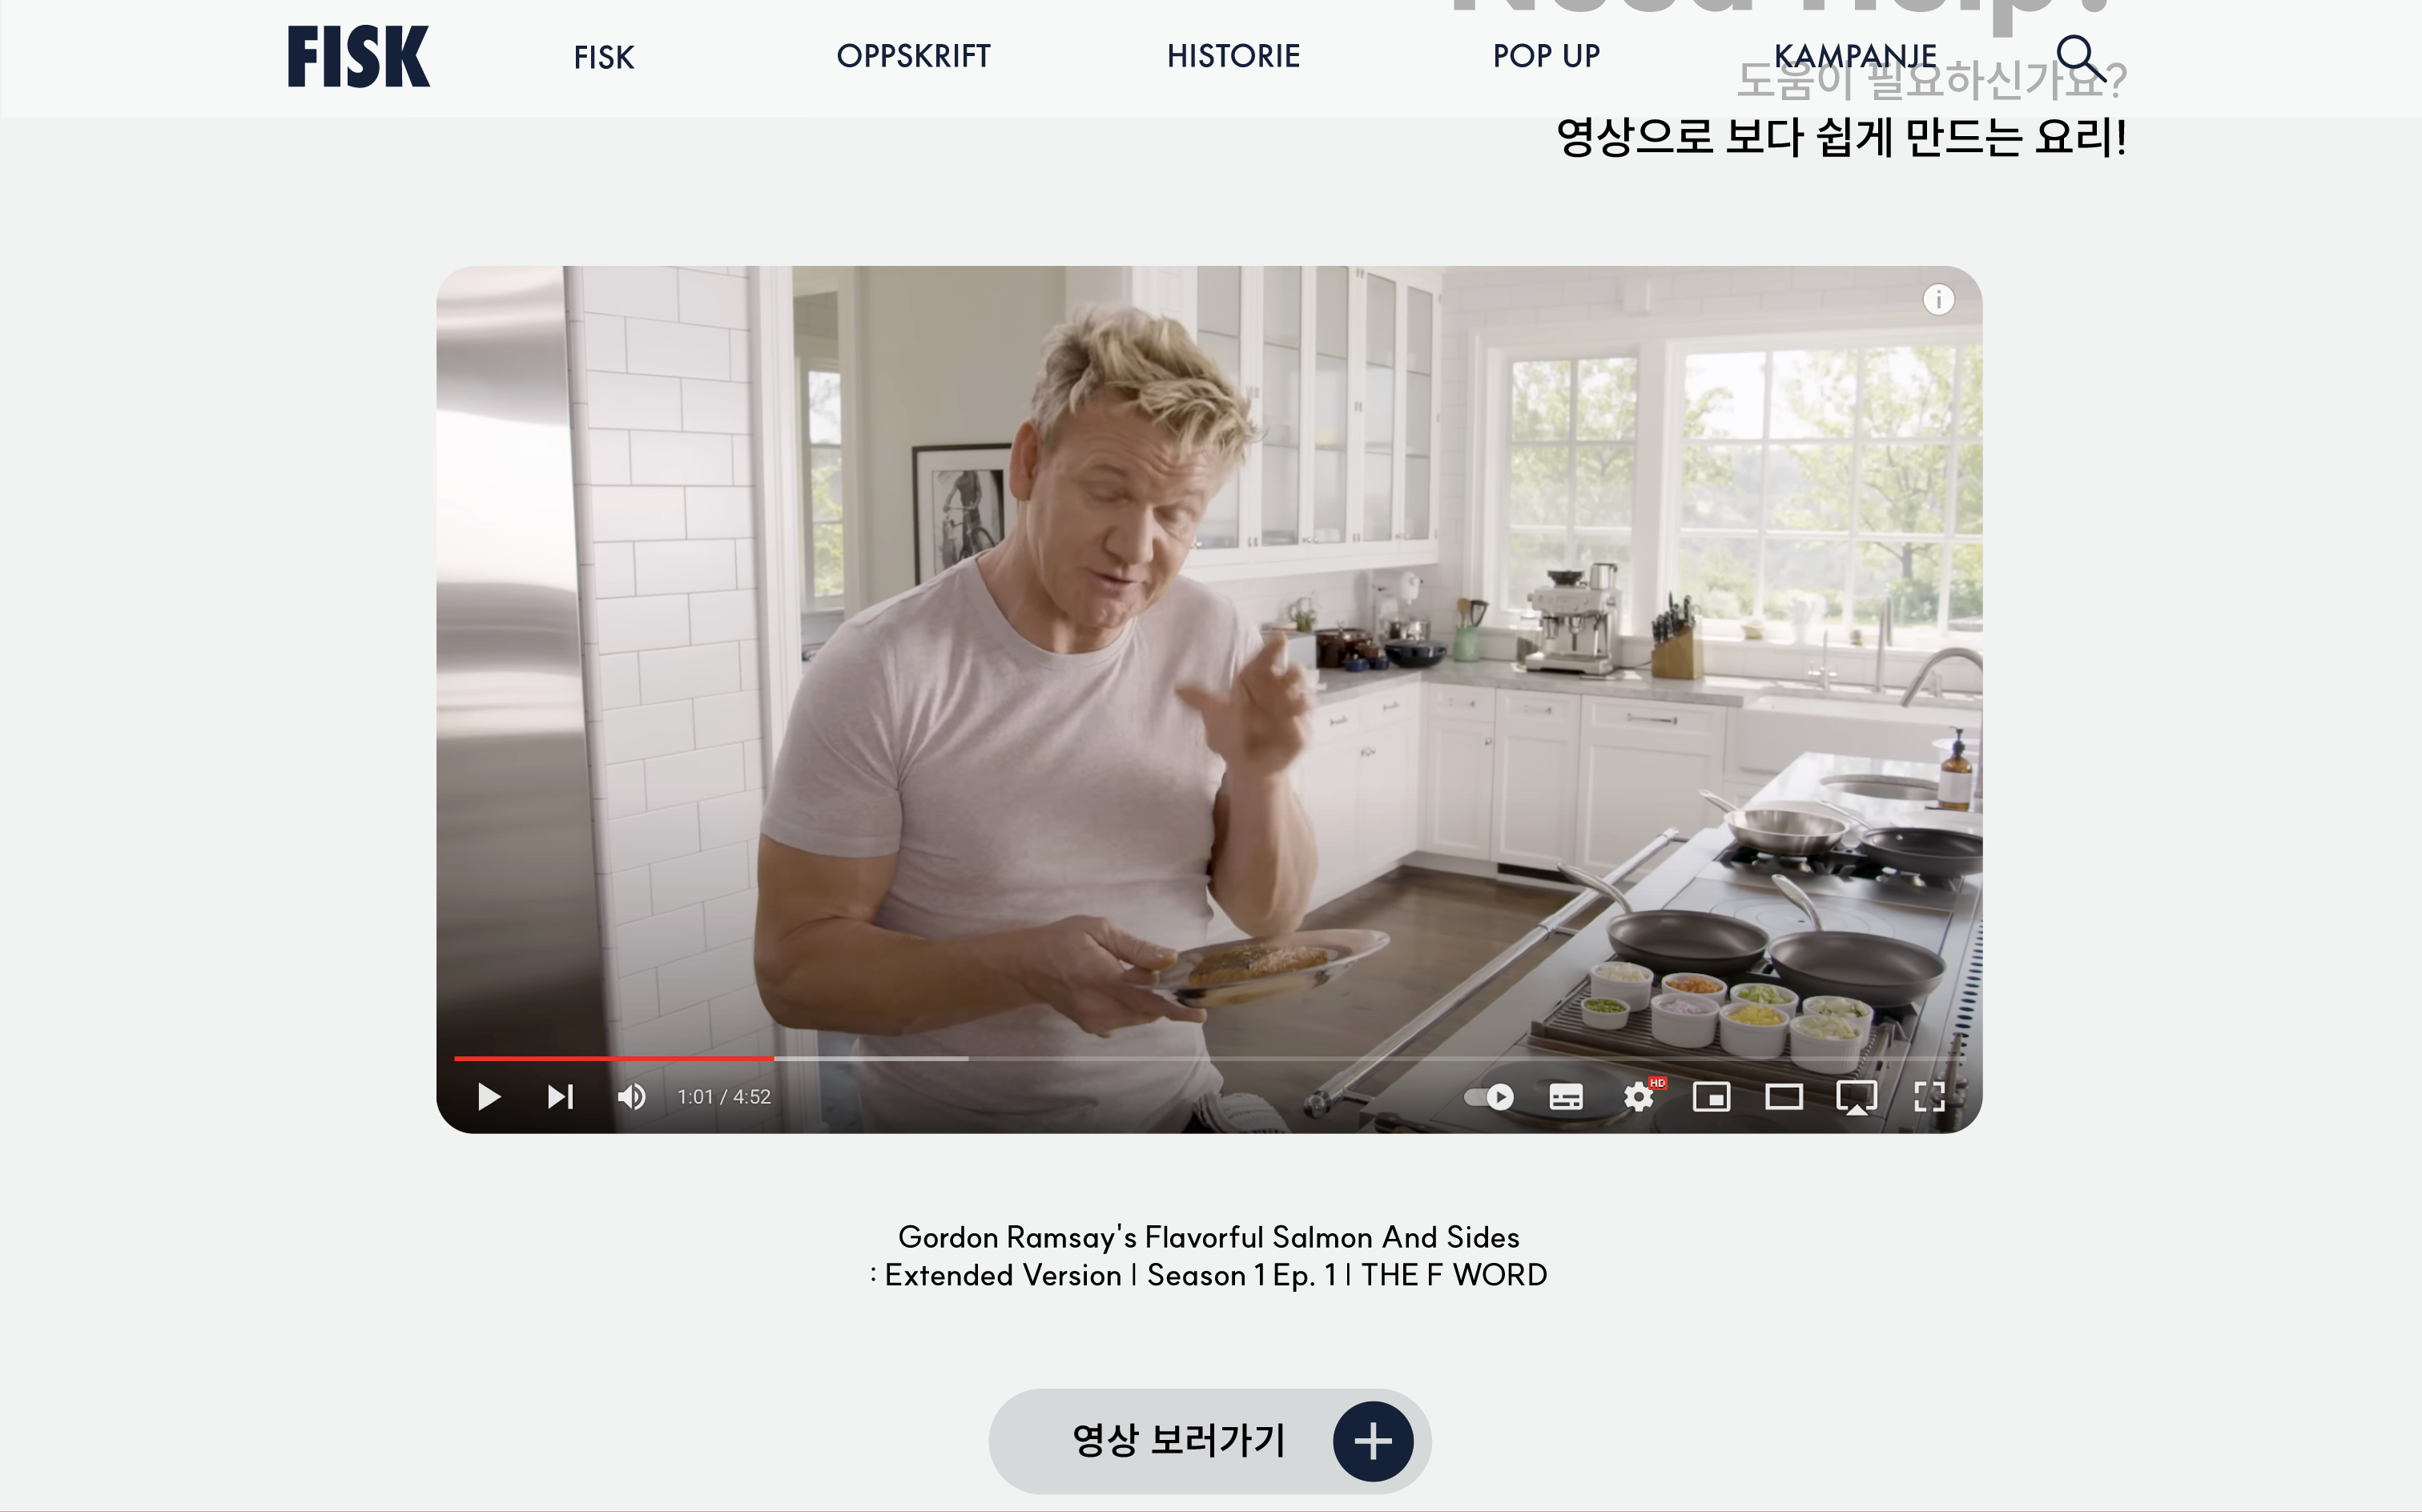 Need Help?
FISK
FISK
OPPSKRIFT
HISTORIE
POP UP
KAMPANJE
도움이 필요하신가요?
영상으로 보다 쉽게 만드는 요리!
i
1:01 / 4:52
HD
Gordon Ramsay's Flavorful Salmon And Sides
: Extended Version | Season 1 Ep. 1 | THE F WORD
영상 보러가기